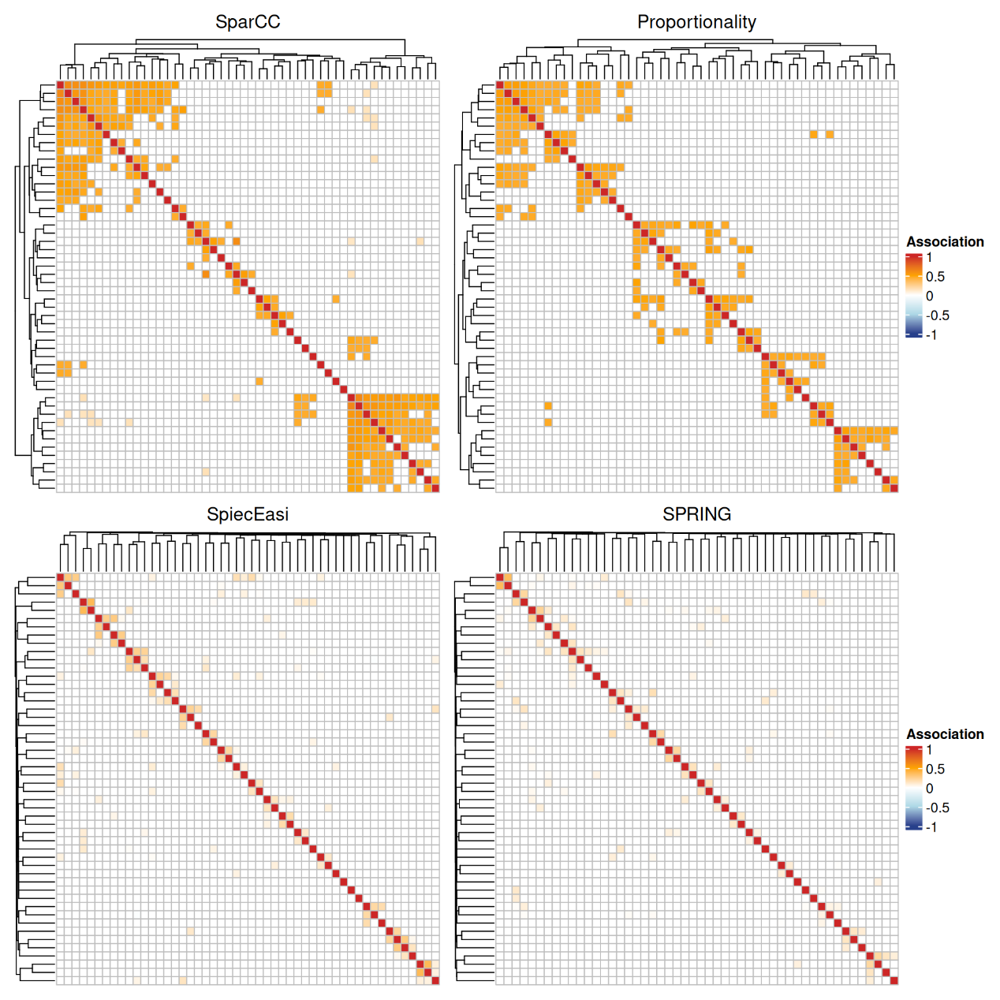 SparCC
Proportionality
Association
1
0.5
0
-0.5
-1
SpiecEasi
SPRING
Association
1
0.5
0
-0.5
-1